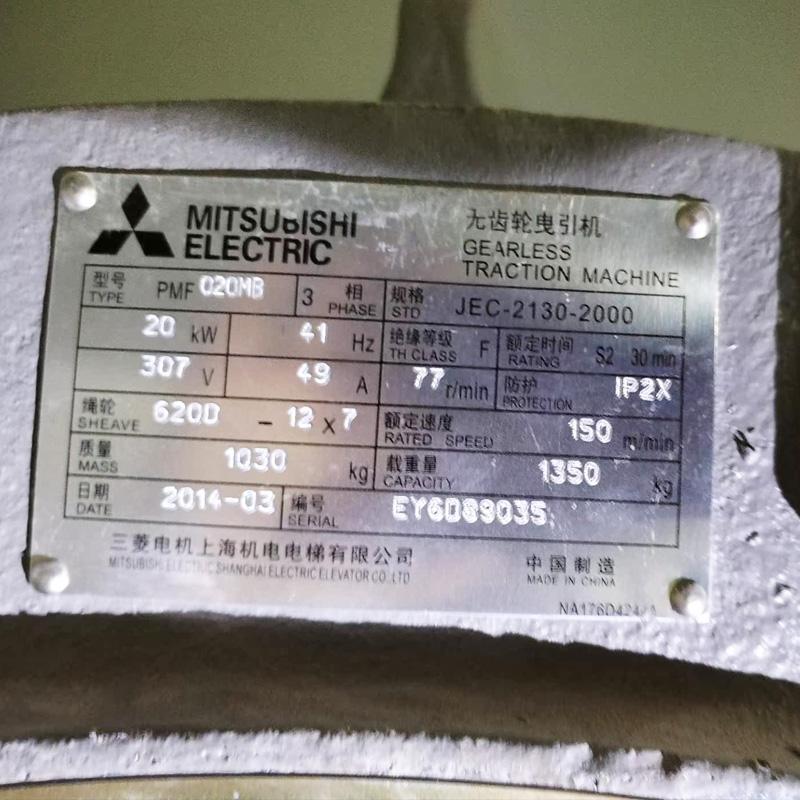 MITSUBISHI
ELECTRIC
无齿轮曳引机
GEARLESS
TRACTION MACHINE
型号 TYPE PMF 020MB 3 相 PHASE 规格 STD JEC-2130-2000
20 kW 41 Hz 绝缘等级 TH CLASS F 额定时间 RATING S2 30 min
307 V 49 A 77 r/min 防护 PROTECTION IP2X
绳轮 SHEAVE 620D - 12 x 7 额定速度 RATED SPEED 150 m/min
质量 MASS 1030 kg 载重量 CAPACITY 1350 kg
日期 DATE 2014-03 编号 SERIAL EY6D89035
三菱电机上海机电电梯有限公司
MITSUBISHI ELECTRIC SHANGHAI ELECTRIC ELEVATOR CO.,LTD
中国制造
MADE IN CHINA
NA176D424/A